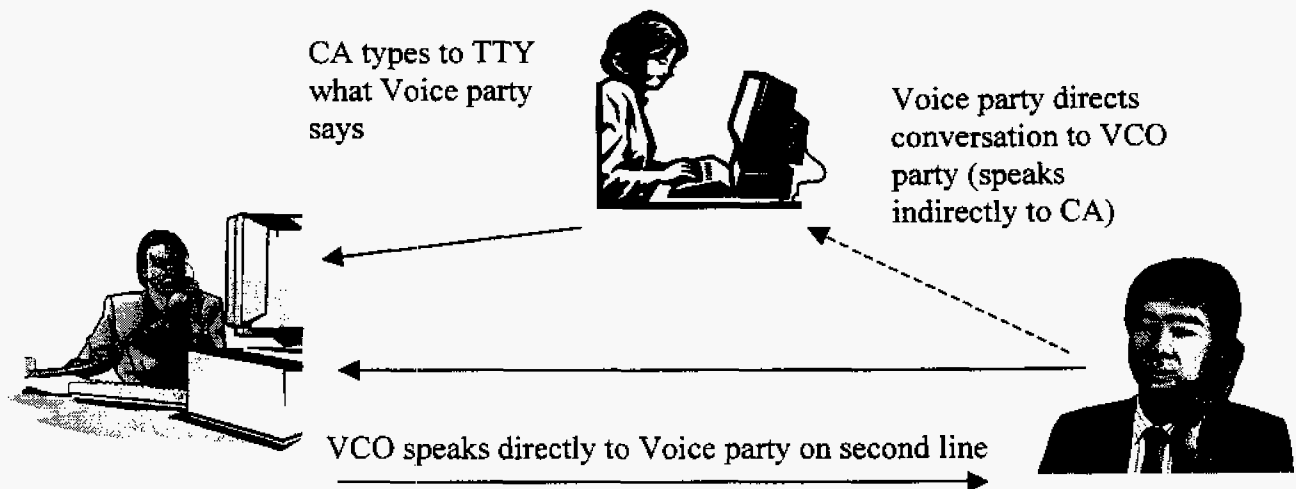 CA types to TTY
what Voice party
says
Voice party directs
conversation to VCO
party (speaks
indirectly to CA)
VCO speaks directly to Voice party on second line